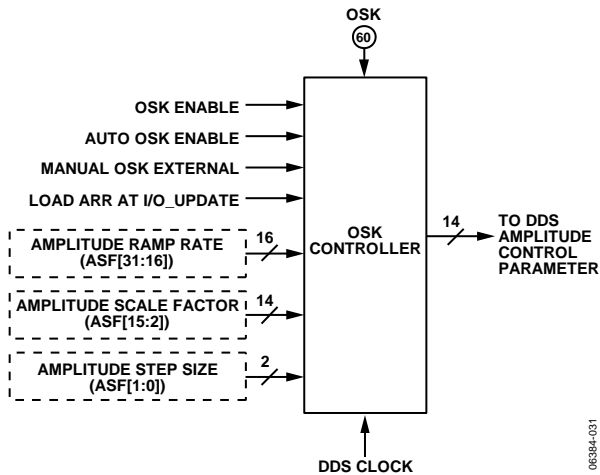 OSK
60
OSK ENABLE
AUTO OSK ENABLE
MANUAL OSK EXTERNAL
LOAD ARR AT I/O_UPDATE
AMPLITUDE RAMP RATE
(ASF[31:16])
16
AMPLITUDE SCALE FACTOR
(ASF[15:2])
14
AMPLITUDE STEP SIZE
(ASF[1:0])
2
OSK
CONTROLLER
14
TO DDS
AMPLITUDE
CONTROL
PARAMETER
DDS CLOCK
06384-031